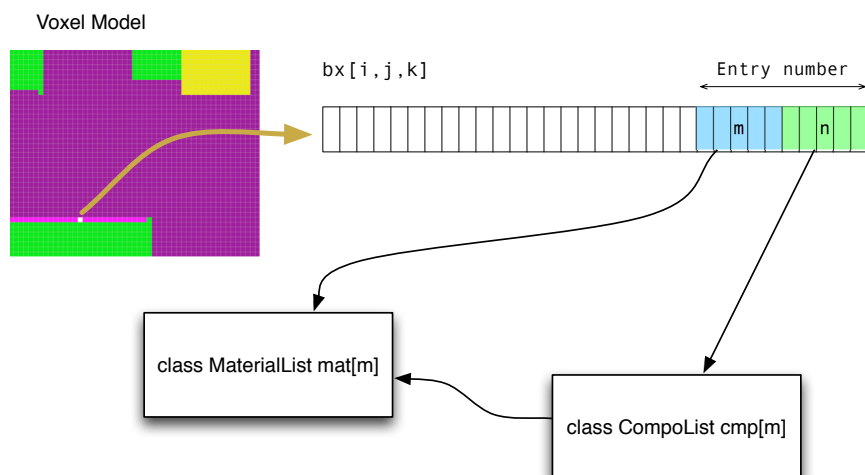 Voxel Model
bx[i,j,k]
Entry number
m
n
class MaterialList mat[m]
class CompoList cmp[m]